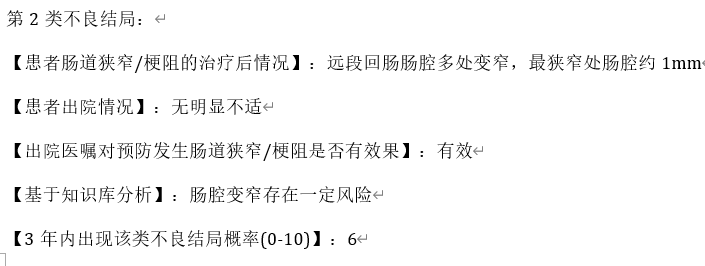 第 2 类不良结局：
【患者肠道狭窄/梗阻的治疗后情况】：远段回肠肠腔多处变窄，最狭窄处肠腔约 1mm
【患者出院情况】：无明显不适
【出院医嘱对预防发生肠道狭窄/梗阻是否有效果】：有效
【基于知识库分析】：肠腔变窄存在一定风险
【3 年内出现该类不良结局概率(0-10)】：6